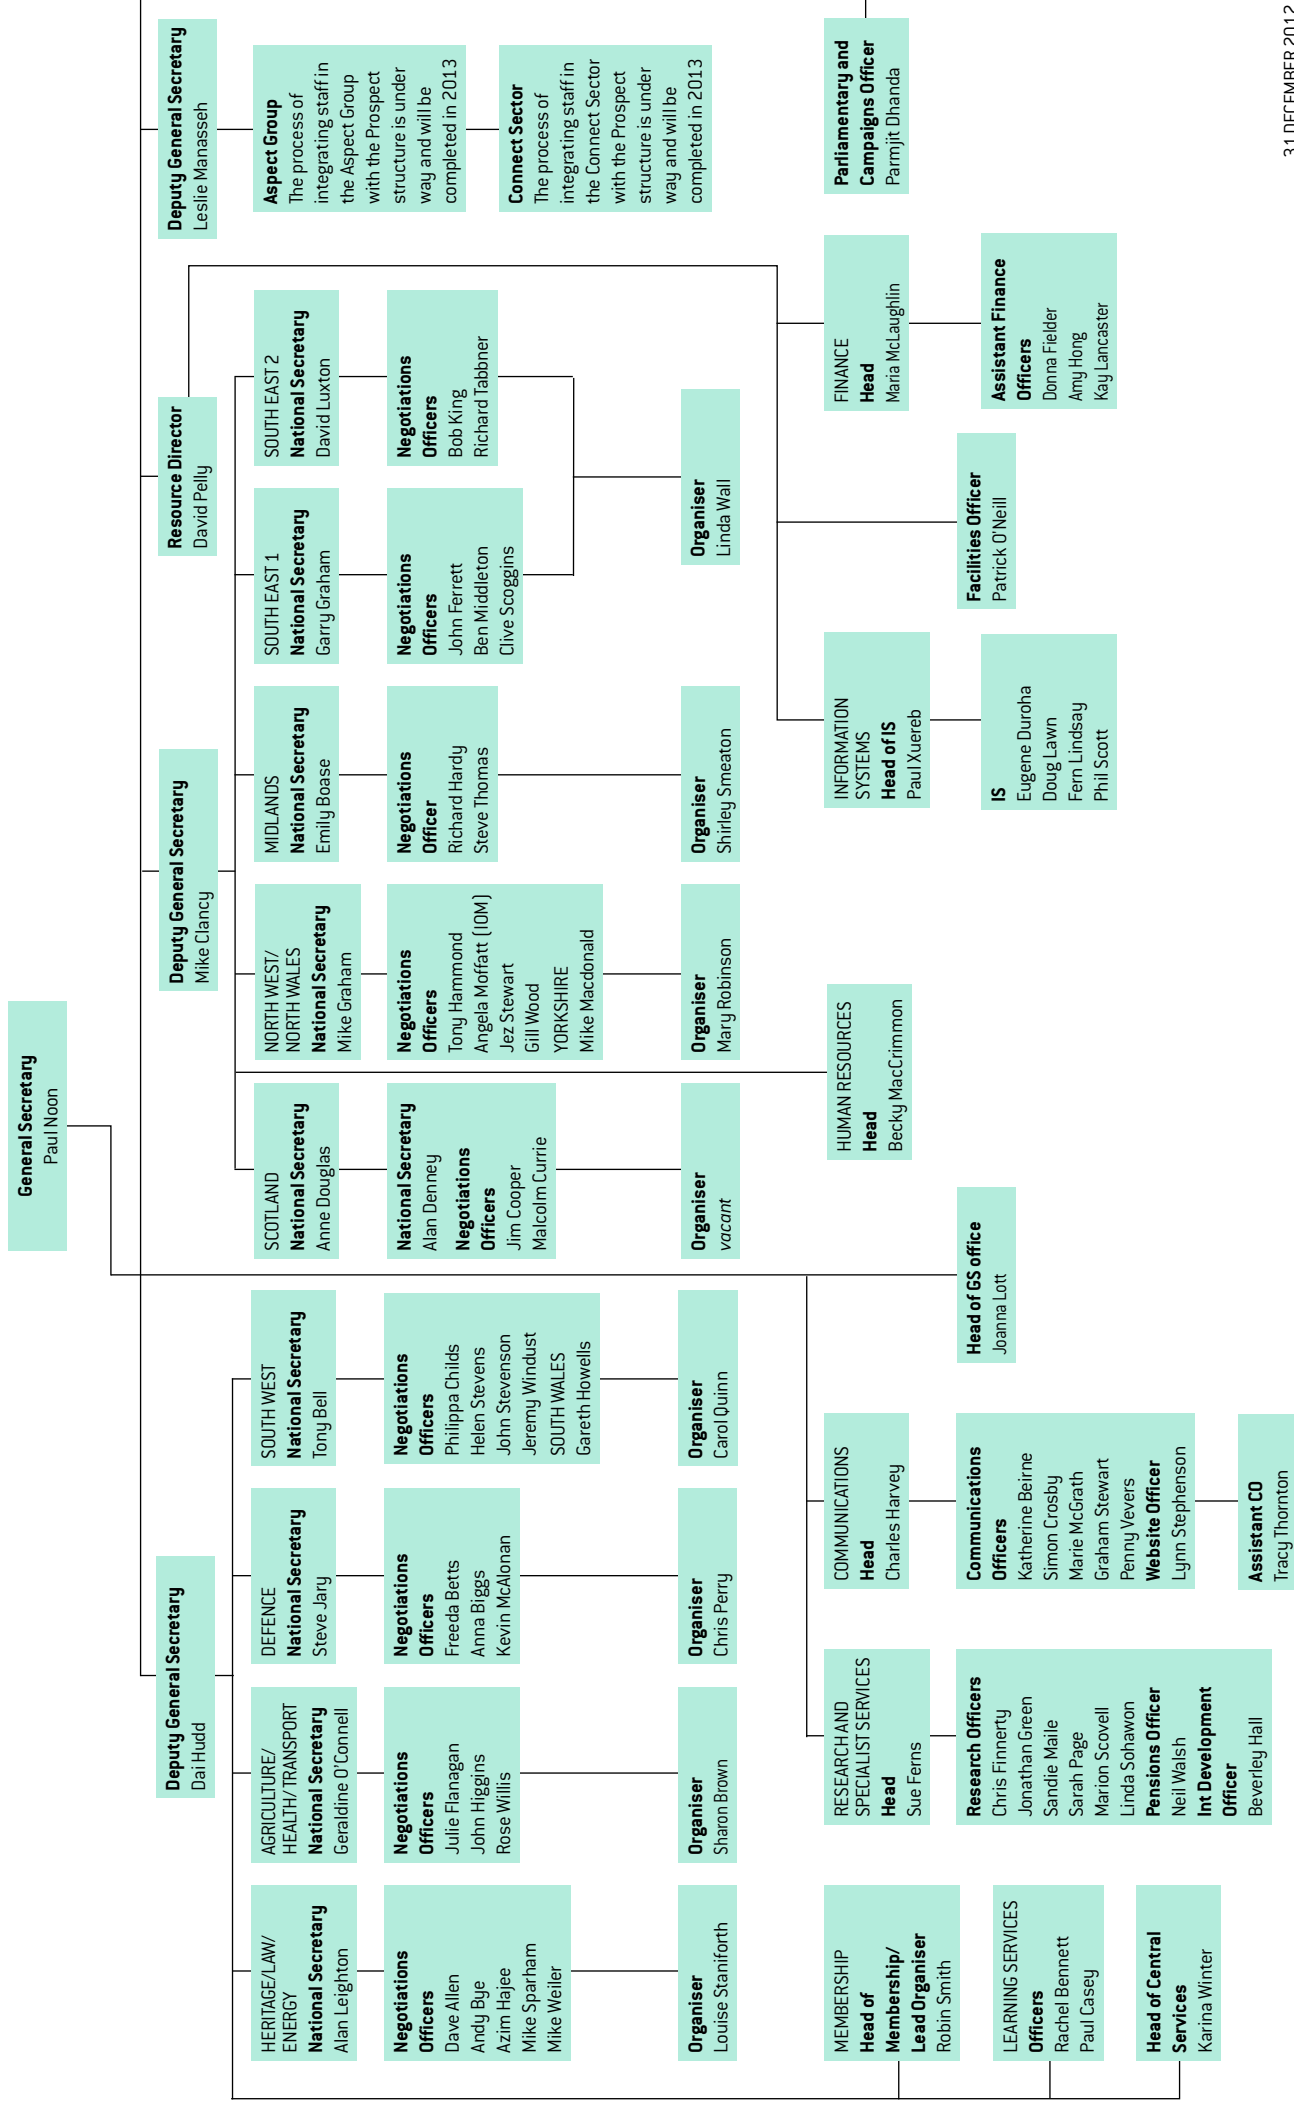 General Secretary
Paul Noon
Deputy General Secretary
Dai Hudd
HERITAGE/LAW/
ENERGY
National Secretary
Alan Leighton
Negotiations
Officers
Dave Allen
Andy Bye
Azim Hajee
Mike Sparham
Mike Weiler
Organiser
Louise Staniforth
AGRICULTURE/
HEALTH/TRANSPORT
National Secretary
Geraldine O'Connell
Negotiations
Officers
Julie Flanagan
John Higgins
Rose Willis
Organiser
Sharon Brown
DEFENCE
National Secretary
Steve Jary
Negotiations
Officers
Freeda Betts
Anna Biggs
Kevin McAlonan
Organiser
Chris Perry
SOUTH WEST
National Secretary
Tony Bell
Negotiations
Officers
Philippa Childs
Helen Stevens
John Stevenson
Jeremy Windust
SOUTH WALES
Gareth Howells
Organiser
Carol Quinn
MEMBERSHIP
Head of
Membership/
Lead Organiser
Robin Smith
LEARNING SERVICES
Officers
Rachel Bennett
Paul Casey
Head of Central
Services
Karina Winter
RESEARCH AND
SPECIALIST SERVICES
Head
Sue Ferns
Research Officers
Chris Finnerty
Jonathan Green
Sandie Maile
Sarah Page
Marion Scovell
Linda Sohawon
Pensions Officer
Neil Walsh
Int Development
Officer
Beverley Hall
COMMUNICATIONS
Head
Charles Harvey
Communications
Officers
Katherine Beirne
Simon Crosby
Marie McGrath
Graham Stewart
Penny Vevers
Website Officer
Lynn Stephenson
Assistant CO
Tracy Thornton
Head of GS office
Joanna Lott
Deputy General Secretary
Mike Clancy
SCOTLAND
National Secretary
Anne Douglas
National Secretary
Alan Denney
Negotiations
Officers
Jim Cooper
Malcolm Currie
Organiser
vacant
NORTH WEST/
NORTH WALES
National Secretary
Mike Graham
Negotiations
Officers
Tony Hammond
Angela Moffatt (IOM)
Jez Stewart
Gill Wood
YORKSHIRE
Mike Macdonald
Organiser
Mary Robinson
MIDLANDS
National Secretary
Emily Boase
Negotiations
Officer
Richard Hardy
Steve Thomas
Organiser
Shirley Smeaton
SOUTH EAST 1
National Secretary
Garry Graham
Negotiations
Officers
John Ferrett
Ben Middleton
Clive Scoggins
SOUTH EAST 2
National Secretary
David Luxton
Negotiations
Officers
Bob King
Richard Tabbner
Organiser
Linda Wall
HUMAN RESOURCES
Head
Becky MacCrimmon
Resource Director
David Pelly
INFORMATION
SYSTEMS
Head of IS
Paul Xuereb
IS
Eugene Duroha
Doug Lawn
Fern Lindsay
Phil Scott
Facilities Officer
Patrick O'Neill
FINANCE
Head
Maria McLaughlin
Assistant Finance
Officers
Donna Fielder
Amy Hong
Kay Lancaster
Deputy General Secretary
Leslie Manasseh
Aspect Group
The process of
integrating staff in
the Aspect Group
with the Prospect
structure is under
way and will be
completed in 2013
Connect Sector
The process of
integrating staff in
the Connect Sector
with the Prospect
structure is under
way and will be
completed in 2013
Parliamentary and
Campaigns Officer
Parmjit Dhanda
31 DECEMBER 2012